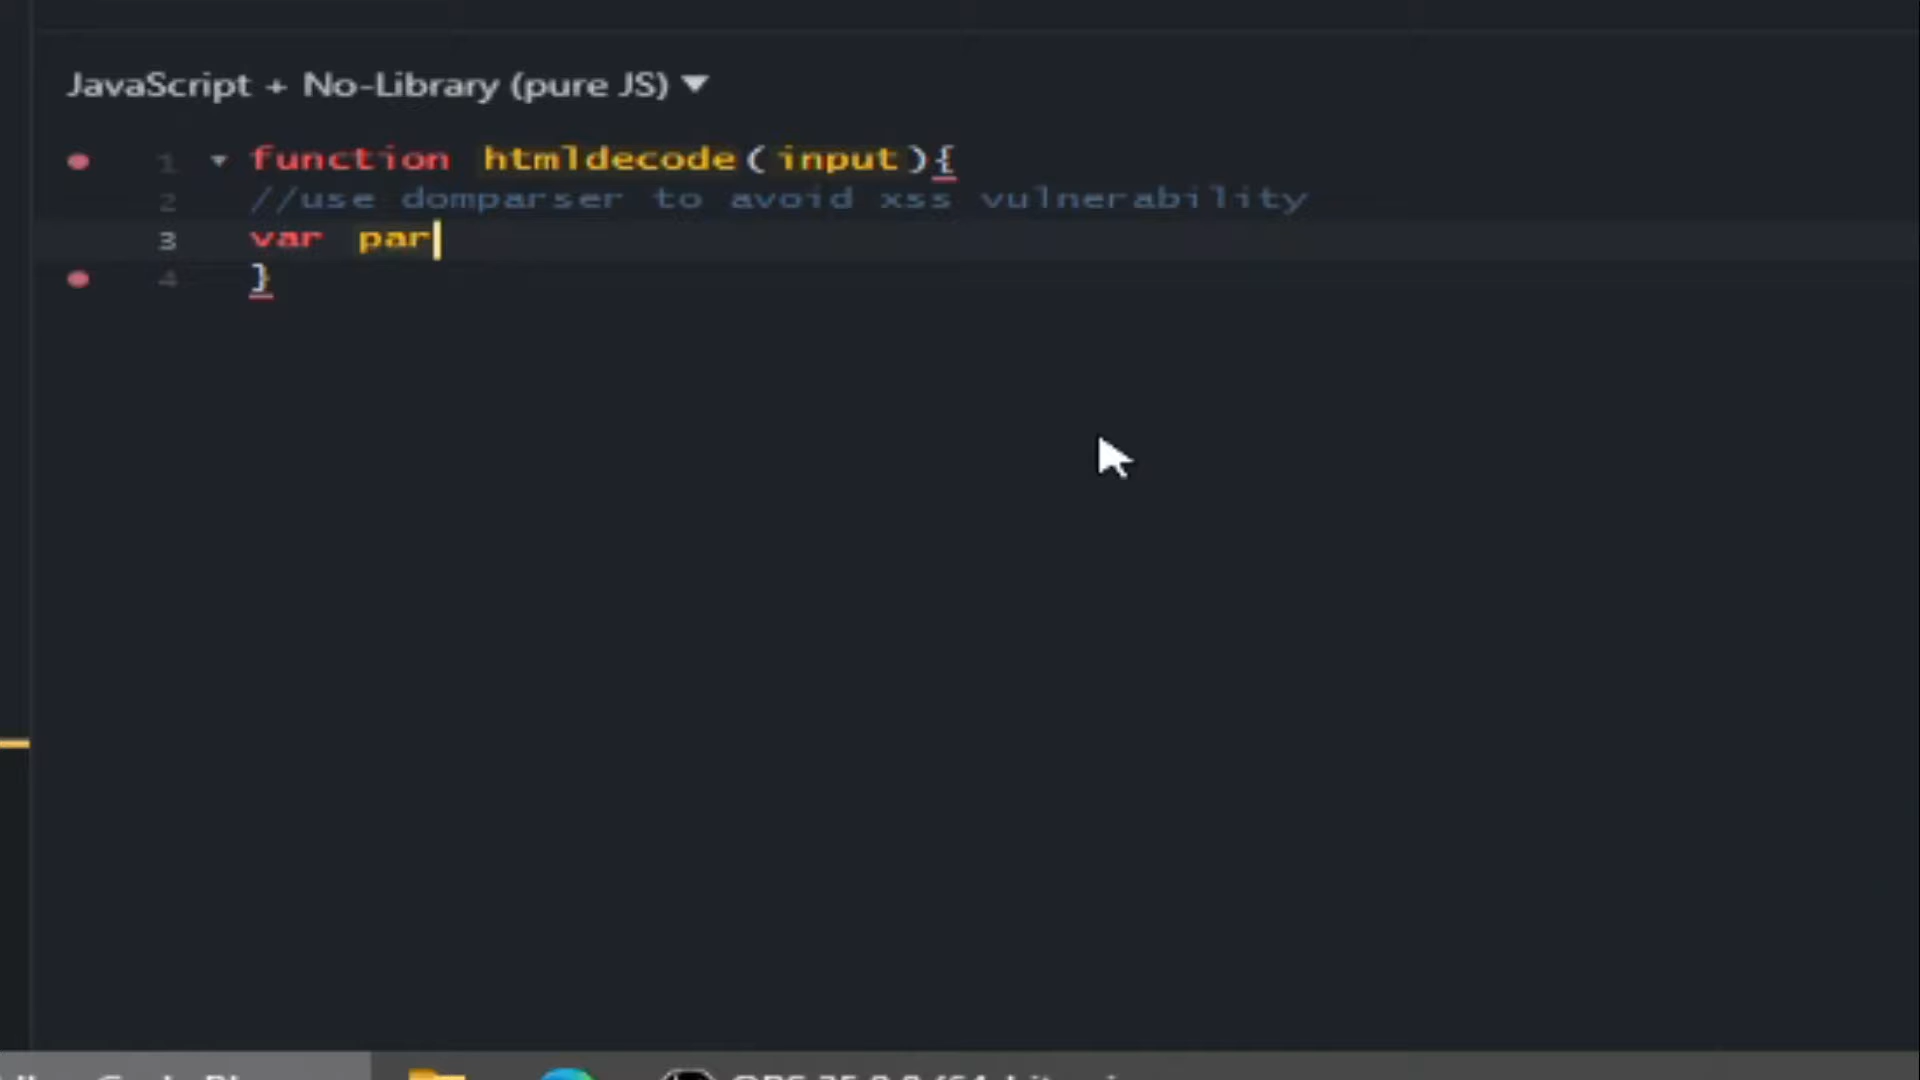 JavaScript + No-Library (pure JS) ▼
1 function htmldecode(input){
2 //use domparser to avoid xss vulnerability
3 var par
4 }